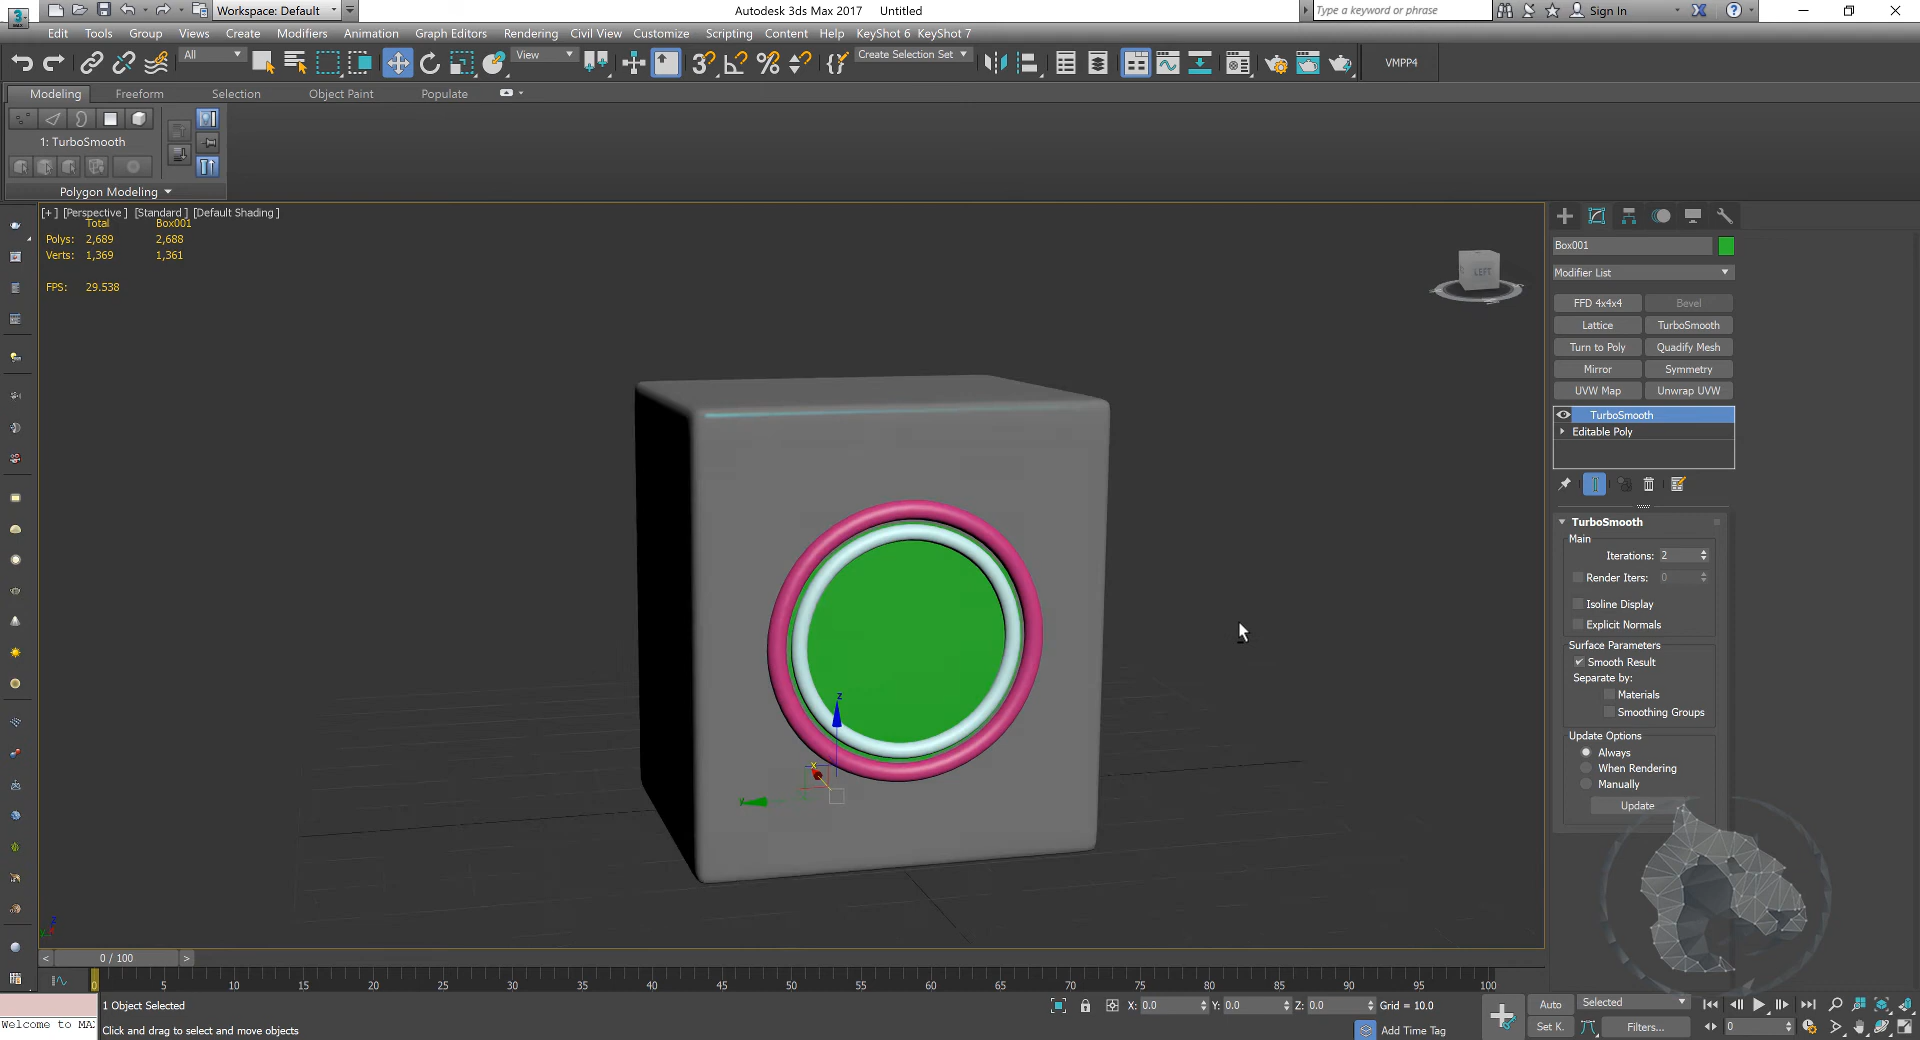 Workspace: Default
Autodesk 3ds Max 2017 Untitled
Type a keyword or phrase
Sign In
Edit Tools Group Views Create Modifiers Animation Graph Editors Rendering Civil View Customize Scripting Content Help KeyShot 6 KeyShot 7
All
View
Create Selection Set
VMPP4
Modeling Freeform Selection Object Paint Populate
1: TurboSmooth
Polygon Modeling
[+] [Perspective] [Standard] [Default Shading]
Total Box001
Polys: 2,689 2,688
Verts: 1,369 1,361
FPS: 29.538
LEFT
z
x
y
Box001
Modifier List
FFD 4x4x4 Bevel
Lattice TurboSmooth
Turn to Poly Quadify Mesh
Mirror Symmetry
UVW Map Unwrap UVW
TurboSmooth
Editable Poly
TurboSmooth
Main
Iterations: 2
Render Iters: 0
Isoline Display
Explicit Normals
Surface Parameters
Smooth Result
Separate by:
Materials
Smoothing Groups
Update Options
Always
When Rendering
Manually
Update
< 0 / 100 >
0 5 10 15 20 25 30 35 40 45 50 55 60 65 70 75 80 85 90 95 100
1 Object Selected
X: 0.0 Y: 0.0 Z: 0.0 Grid = 10.0
Auto Selected
Welcome to MA
Click and drag to select and move objects
Add Time Tag
Set K. Filters... 0